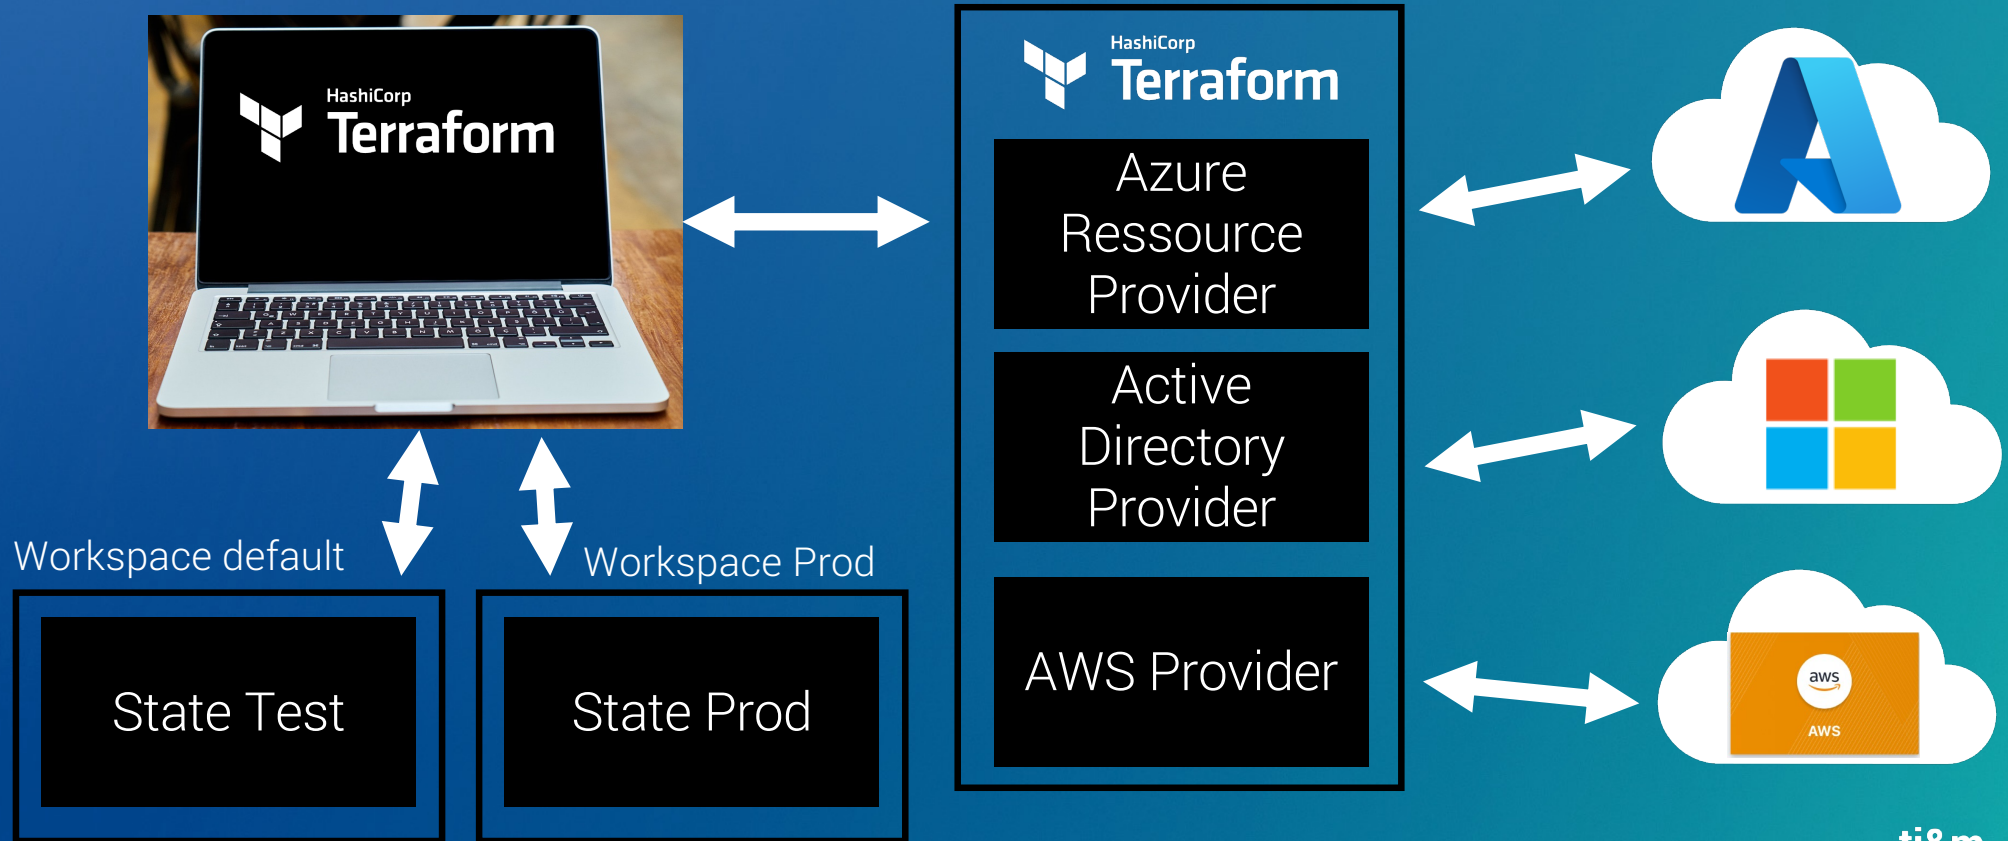 HashiCorp
Terraform
HashiCorp
Terraform
Azure
Ressource
Provider
Active
Directory
Provider
AWS Provider
aws
AWS
Workspace default
Workspace Prod
State Test
State Prod